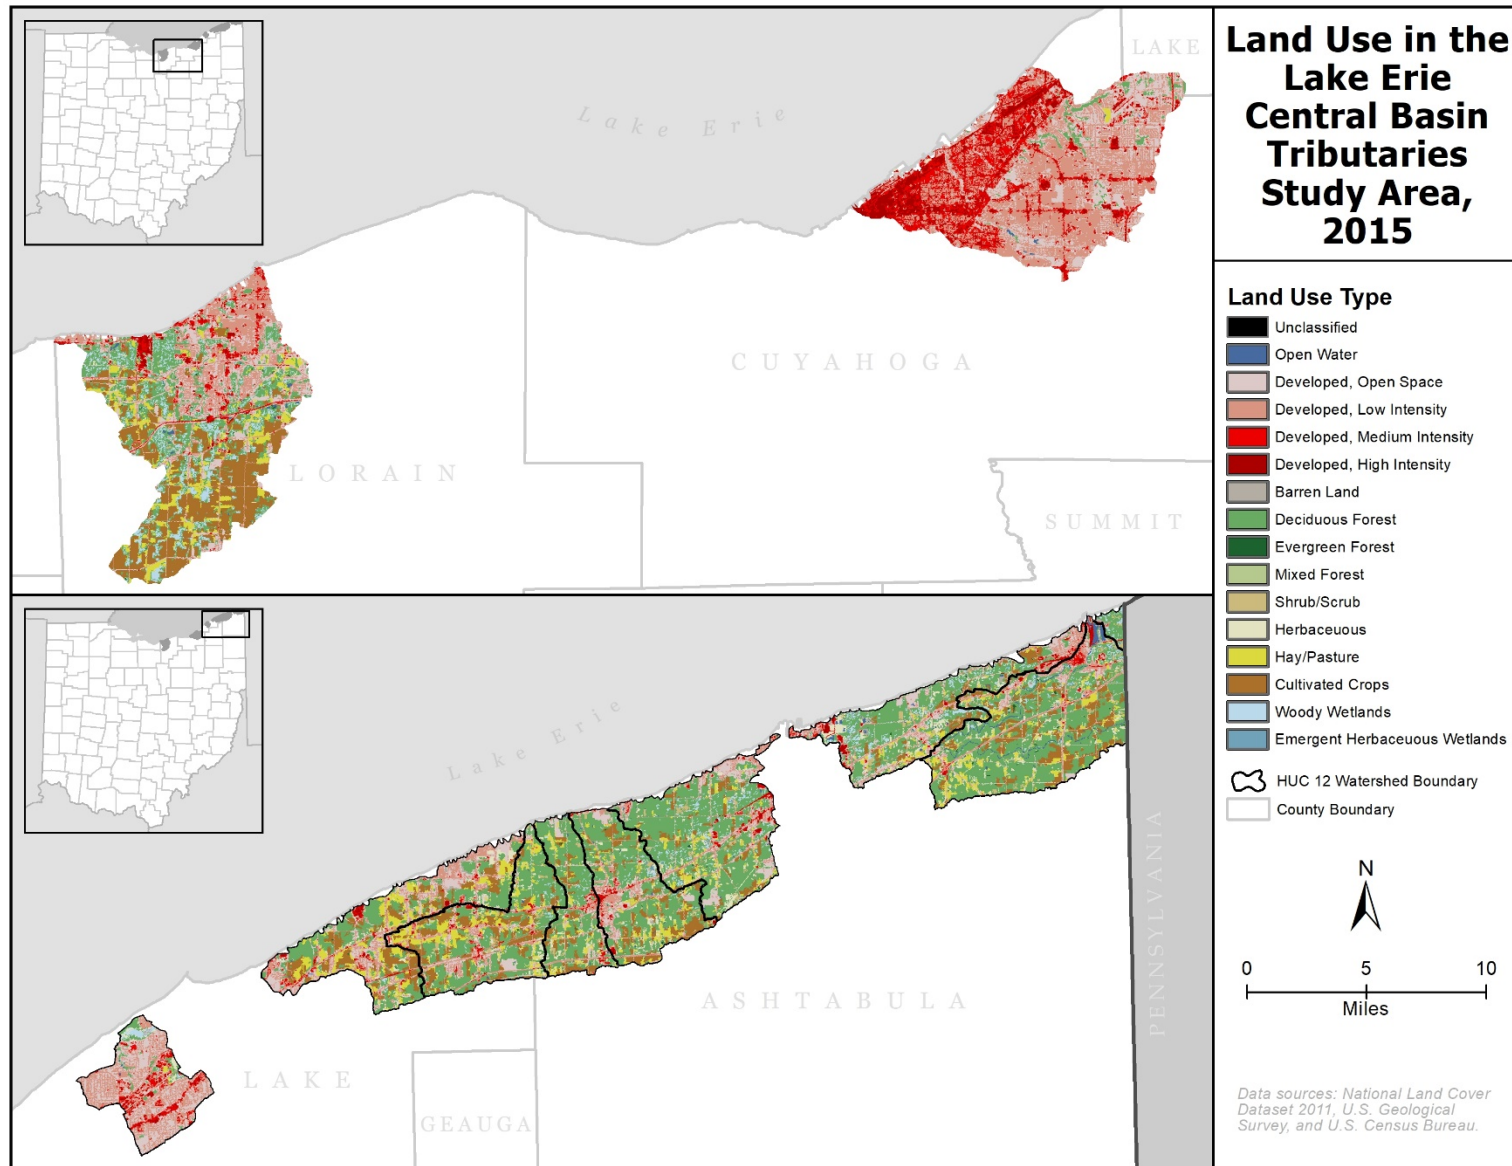 Land Use in the
Lake Erie
Central Basin
Tributaries
Study Area,
2015
Land Use Type
Unclassified
Open Water
Developed, Open Space
Developed, Low Intensity
Developed, Medium Intensity
Developed, High Intensity
Barren Land
Deciduous Forest
Evergreen Forest
Mixed Forest
Shrub/Scrub
Herbaceuous
Hay/Pasture
Cultivated Crops
Woody Wetlands
Emergent Herbaceuous Wetlands
HUC 12 Watershed Boundary
County Boundary
N
0 5 10
Miles
Data sources: National Land Cover
Dataset 2011, U.S. Geological
Survey, and U.S. Census Bureau.
LAKE
Lake Erie
CUYAHOGA
LORAIN
SUMMIT
Lake Erie
PENNSYLVANIA
ASHTABULA
LAKE
GEAUGA